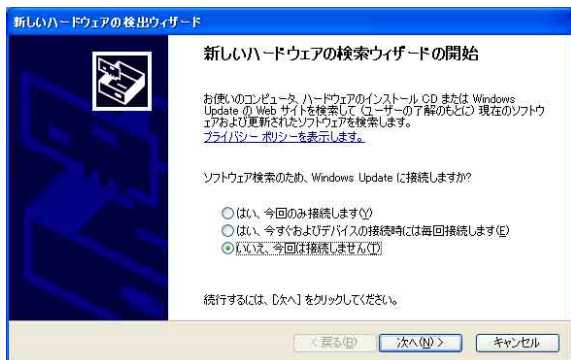 新しいハードウェアの検出ウィザード
新しいハードウェアの検索ウィザードの開始
お使いのコンピュータ、ハードウェアのインストール CD または Windows
Update の Web サイトを検索して (ユーザーの了解のもとに) 現在のソフトウ
ェアおよび更新されたソフトウェアを検索します。
プライバシー ポリシーを表示します。
ソフトウェア検索のため、Windows Update に接続しますか?
はい、今回のみ接続します(Y)
はい、今すぐおよびデバイスの接続時には毎回接続します(E)
いいえ、今回は接続しません(T)
続行するには、[次へ] をクリックしてください。
< 戻る(B) 次へ(N) > キャンセル